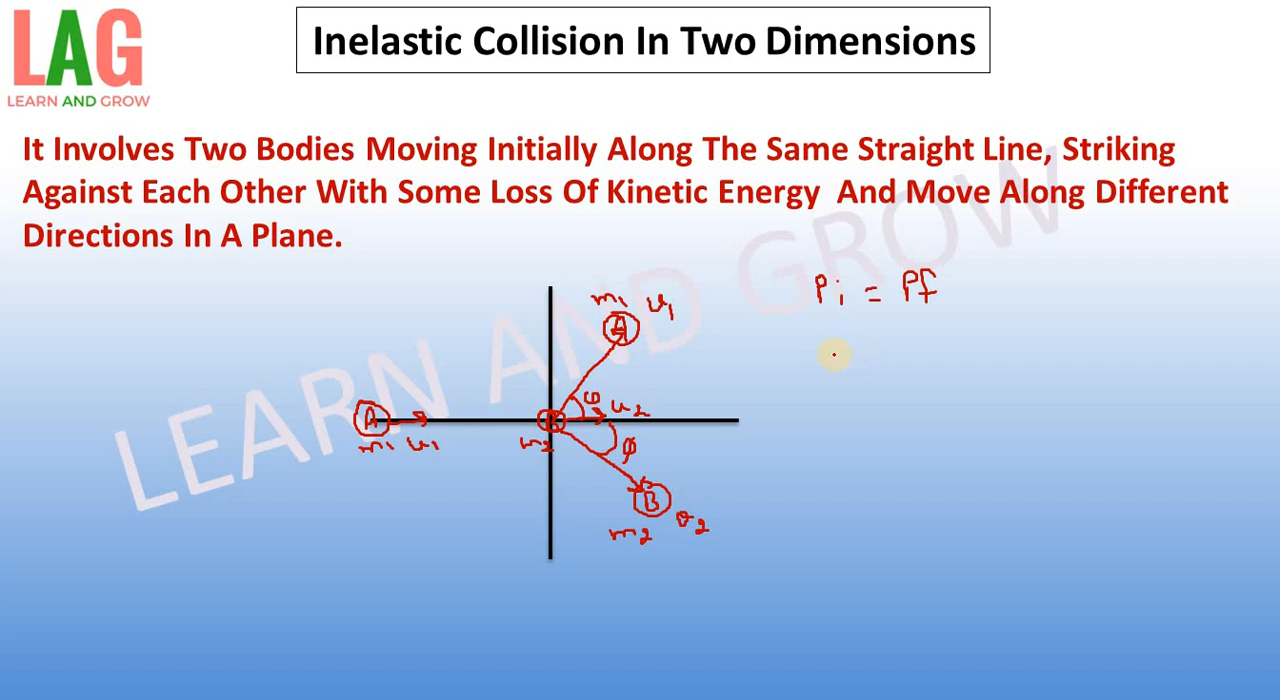 LAG
LEARN AND GROW
Inelastic Collision In Two Dimensions
It Involves Two Bodies Moving Initially Along The Same Straight Line, Striking
Against Each Other With Some Loss Of Kinetic Energy And Move Along Different
Directions In A Plane.
LEARN AND GROW
Pi = Pf
m1 v1
A
θ u2
A
B
m1 u1
m2
φ
B
v2
m2